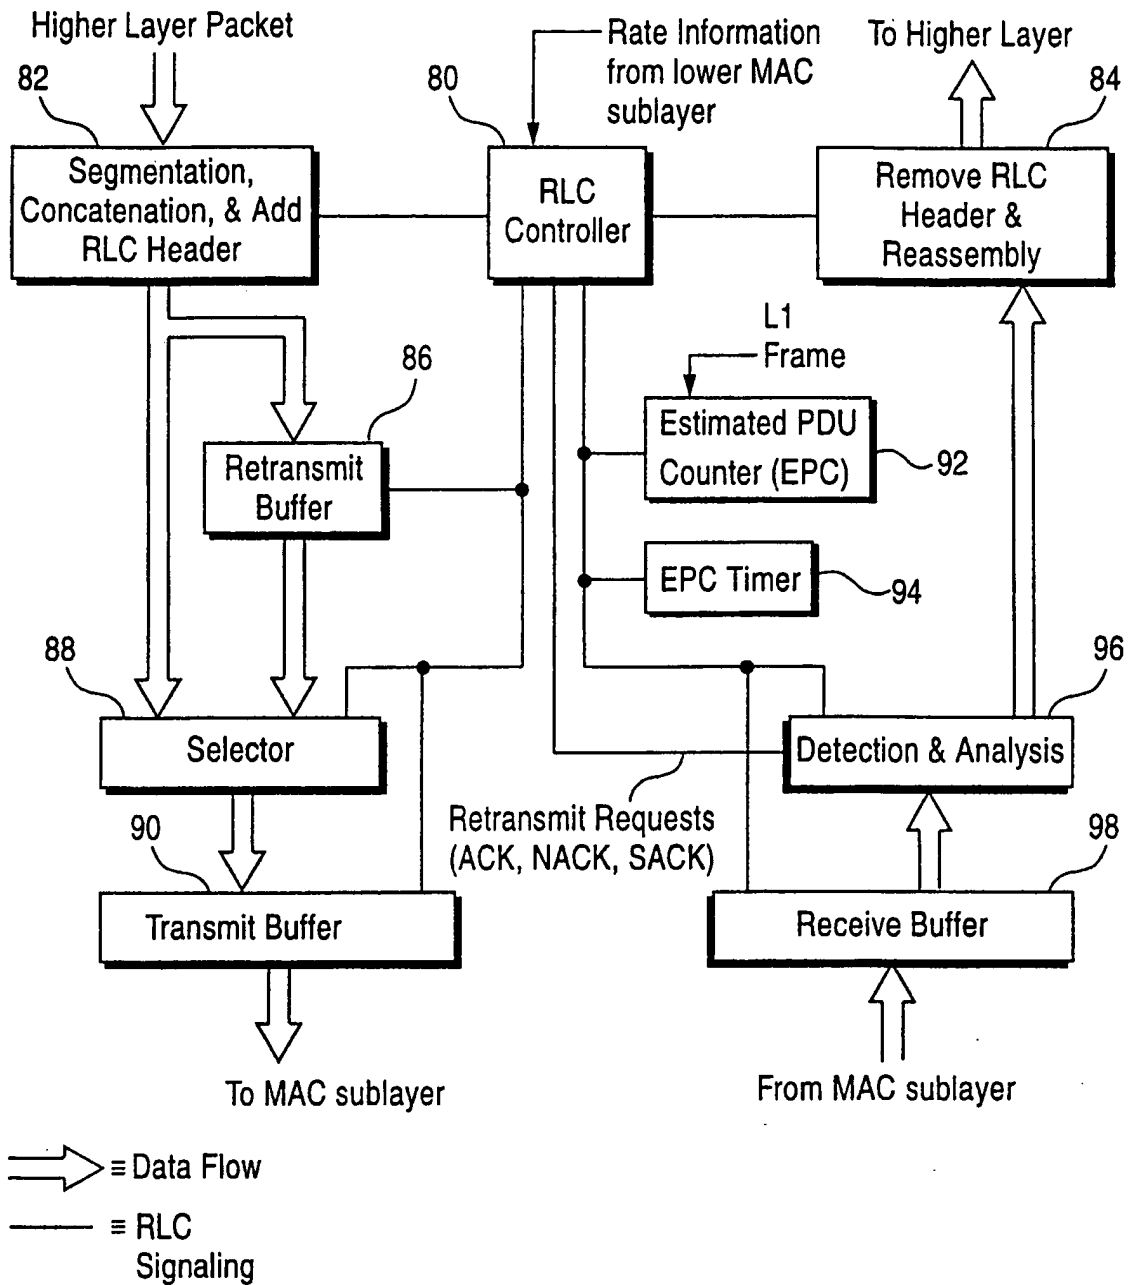 Higher Layer Packet
Rate Information
from lower MAC
sublayer
To Higher Layer
82
80
84
Segmentation,
Concatenation, & Add
RLC Header
RLC
Controller
Remove RLC
Header &
Reassembly
L1
Frame
86
Retransmit
Buffer
Estimated PDU
Counter (EPC)
92
EPC Timer
94
88
96
Selector
Detection & Analysis
Retransmit Requests
(ACK, NACK, SACK)
90
98
Transmit Buffer
Receive Buffer
To MAC sublayer
From MAC sublayer
≡ Data Flow
≡ RLC
Signaling